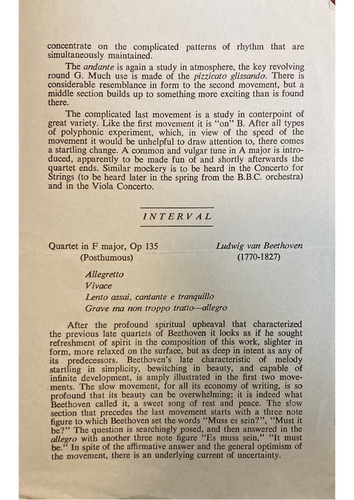 concentrate on the complicated patterns of rhythm that are
simultaneously maintained.
The andante is again a study in atmosphere, the key revolving
round G. Much use is made of the pizzicato glissando. There is
considerable resemblance in form to the second movement, but a
middle section builds up to something more exciting than is found
there.
The complicated last movement is a study in conterpoint of
great variety. Like the first movement it is "on" B. After all types
of polyphonic experiment, which, in view of the speed of the
movement it would be unhelpful to draw attention to, there comes
a startling change. A common and vulgar tune in A major is intro-
duced, apparently to be made fun of and shortly afterwards the
quartet ends. Similar mockery is to be heard in the Concerto for
Strings (to be heard later in the spring from the B.B.C. orchestra)
and in the Viola Concerto.
INTERVAL
Quartet in F major, Op 135 Ludwig van Beethoven
(Posthumous) (1770-1827)
Allegretto
Vivace
Lento assai, cantante e tranquillo
Grave ma non troppo tratto—allegro
After the profound spiritual upheaval that characterized
the previous late quartets of Beethoven it looks as if he sought
refreshment of spirit in the composition of this work, slighter in
form, more relaxed on the surface, but as deep in intent as any of
its predecessors. Beethoven's late characteristic of melody
startling in simplicity, bewitching in beauty, and capable of
infinite development, is amply illustrated in the first two move-
ments. The slow movement, for all its economy of writing, is so
profound that its beauty can be overwhelming; it is indeed what
Beethoven called it, a sweet song of rest and peace. The slow
section that precedes the last movement starts with a three note
figure to which Beethoven set the words "Muss es sein?", "Must it
be?" The question is searchingly posed, and then answered in the
allegro with another three note figure "Es muss sein," "It must
be." In spite of the affirmative answer and the general optimism of
the movement, there is an underlying current of uncertainty.